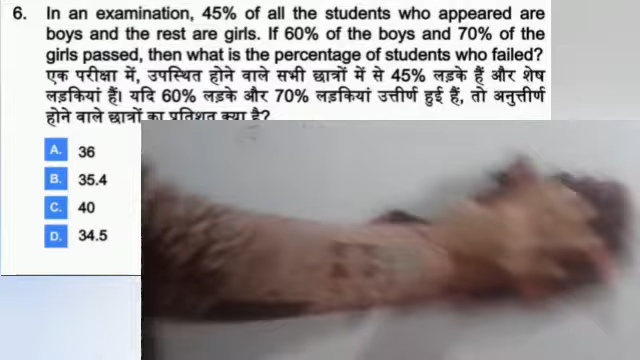 6. In an examination, 45% of all the students who appeared are
boys and the rest are girls. If 60% of the boys and 70% of the
girls passed, then what is the percentage of students who failed?
एक परीक्षा में, उपस्थित होने वाले सभी छात्रों में से 45% लड़के हैं और शेष
लड़कियां हैं। यदि 60% लड़के और 70% लड़कियां उत्तीर्ण हुई हैं, तो अनुत्तीर्ण
होने वाले छात्रों का प्रतिशत क्या है?
A. 36
B. 35.4
C. 40
D. 34.5